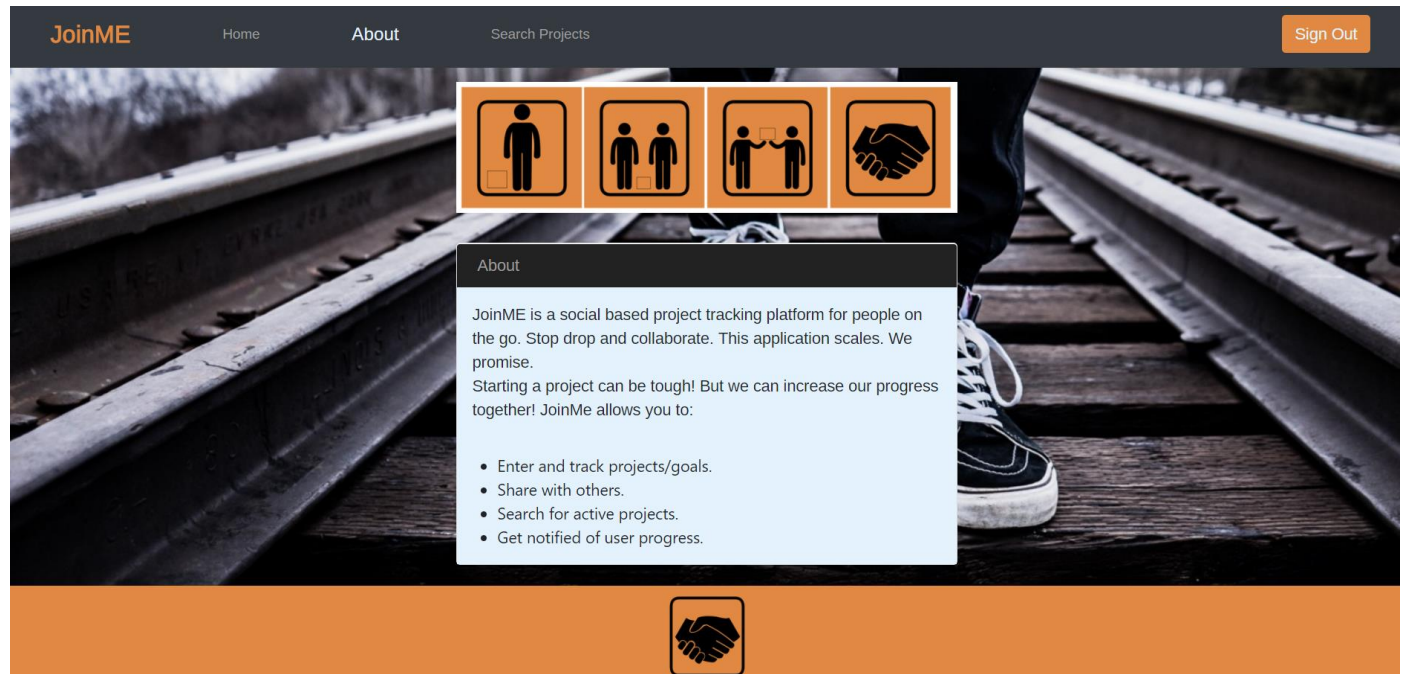 JoinME
Home
About
Search Projects
Sign Out
About
JoinME is a social based project tracking platform for people on
the go. Stop drop and collaborate. This application scales. We
promise.
Starting a project can be tough! But we can increase our progress
together! JoinMe allows you to:
Enter and track projects/goals.
Share with others.
Search for active projects.
Get notified of user progress.